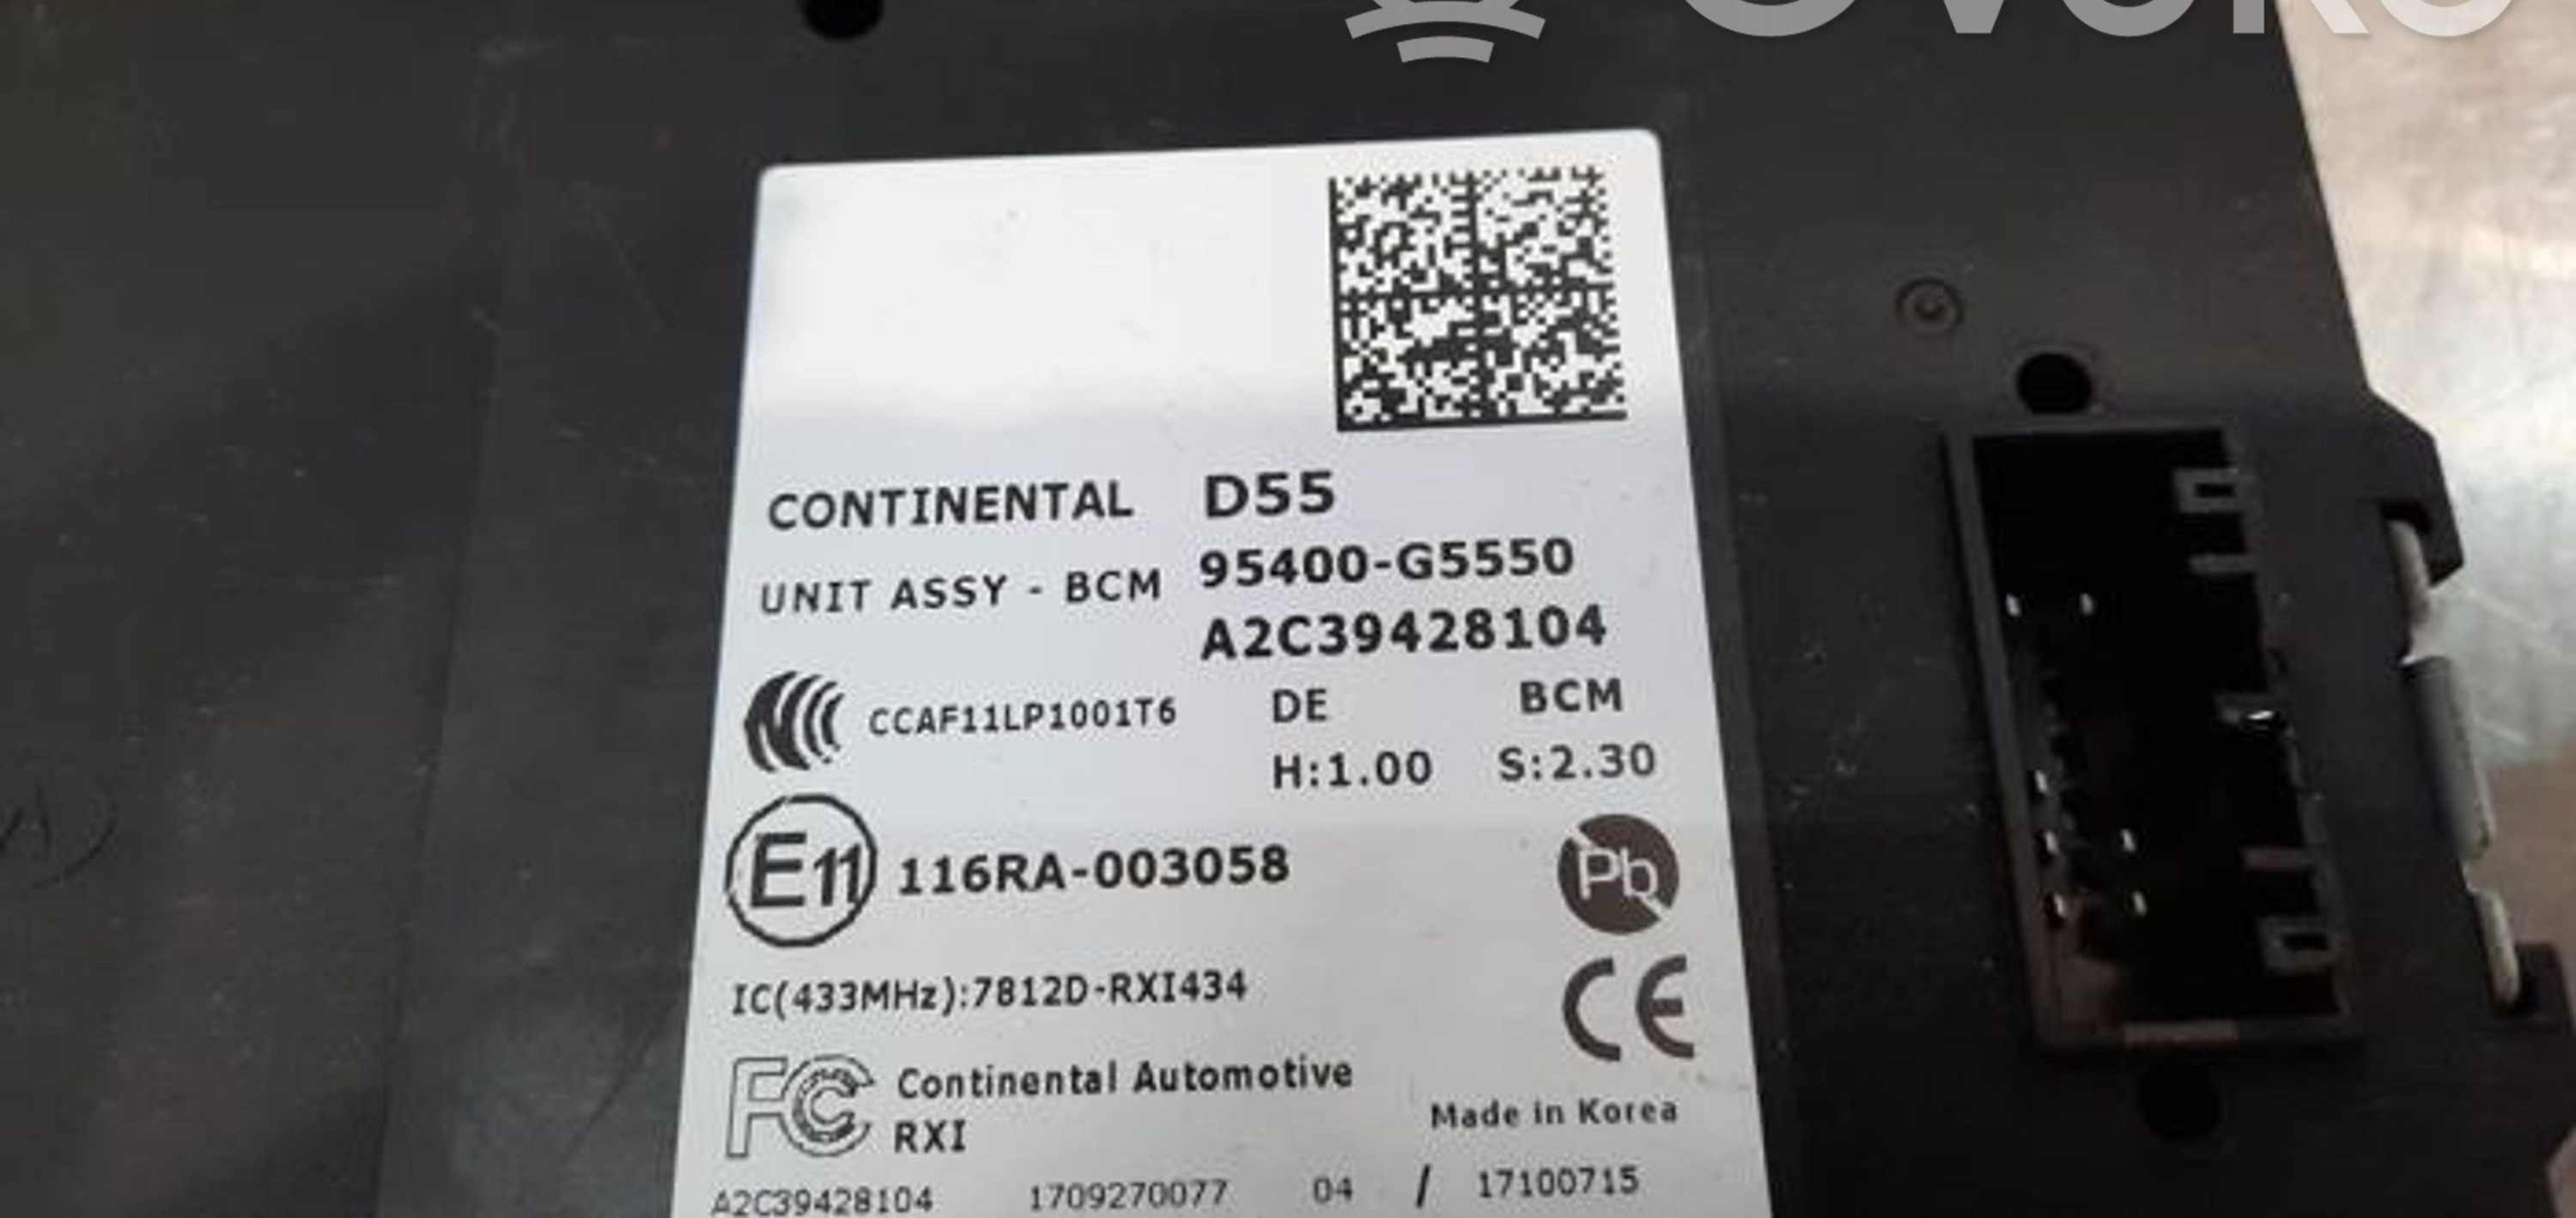 CONTINENTAL D55
UNIT ASSY - BCM 95400-G5550
A2C39428104
CCAF11LP1001T6 DE BCM
H:1.00 S:2.30
E11 116RA-003058
Pb
IC(433MHz):7812D-RXI434
CE
FC Continental Automotive
RXI
Made in Korea
A2C39428104 1709270077 04 / 17100715